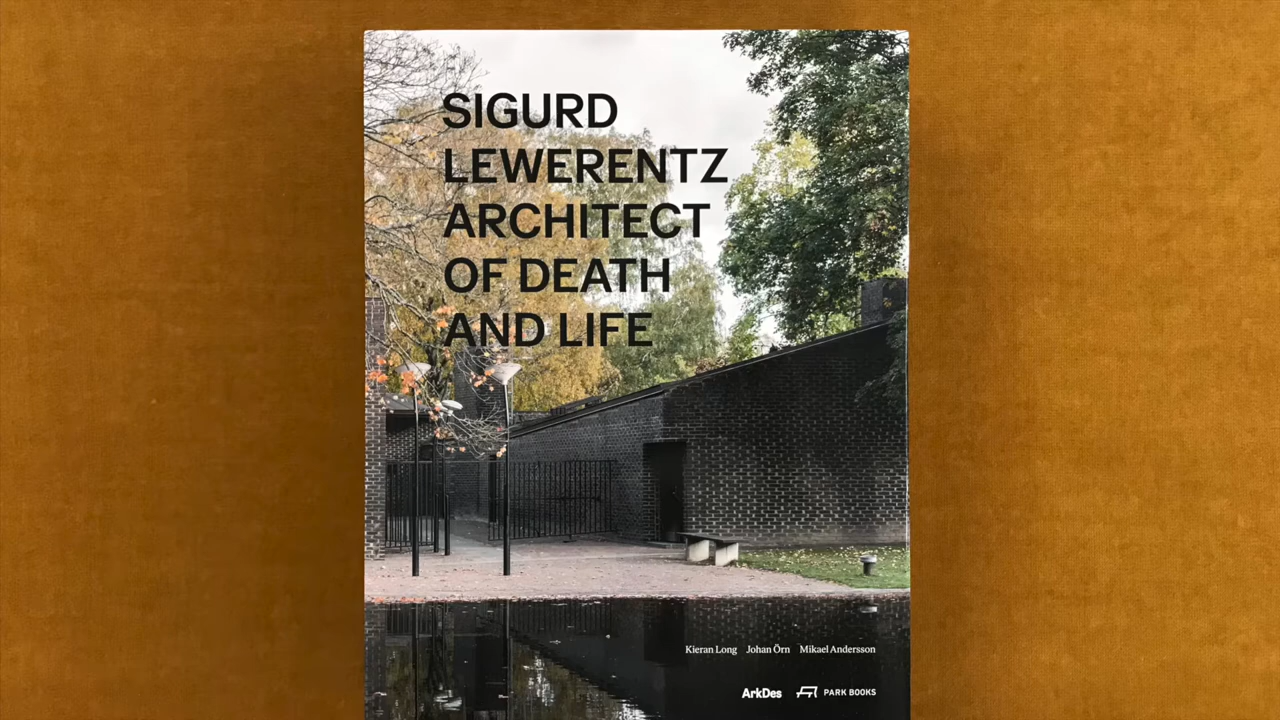 SIGURD
LEWERENTZ
ARCHITECT
OF DEATH
AND LIFE
Kieran Long Johan Örn Mikael Andersson
ArkDes PARK BOOKS